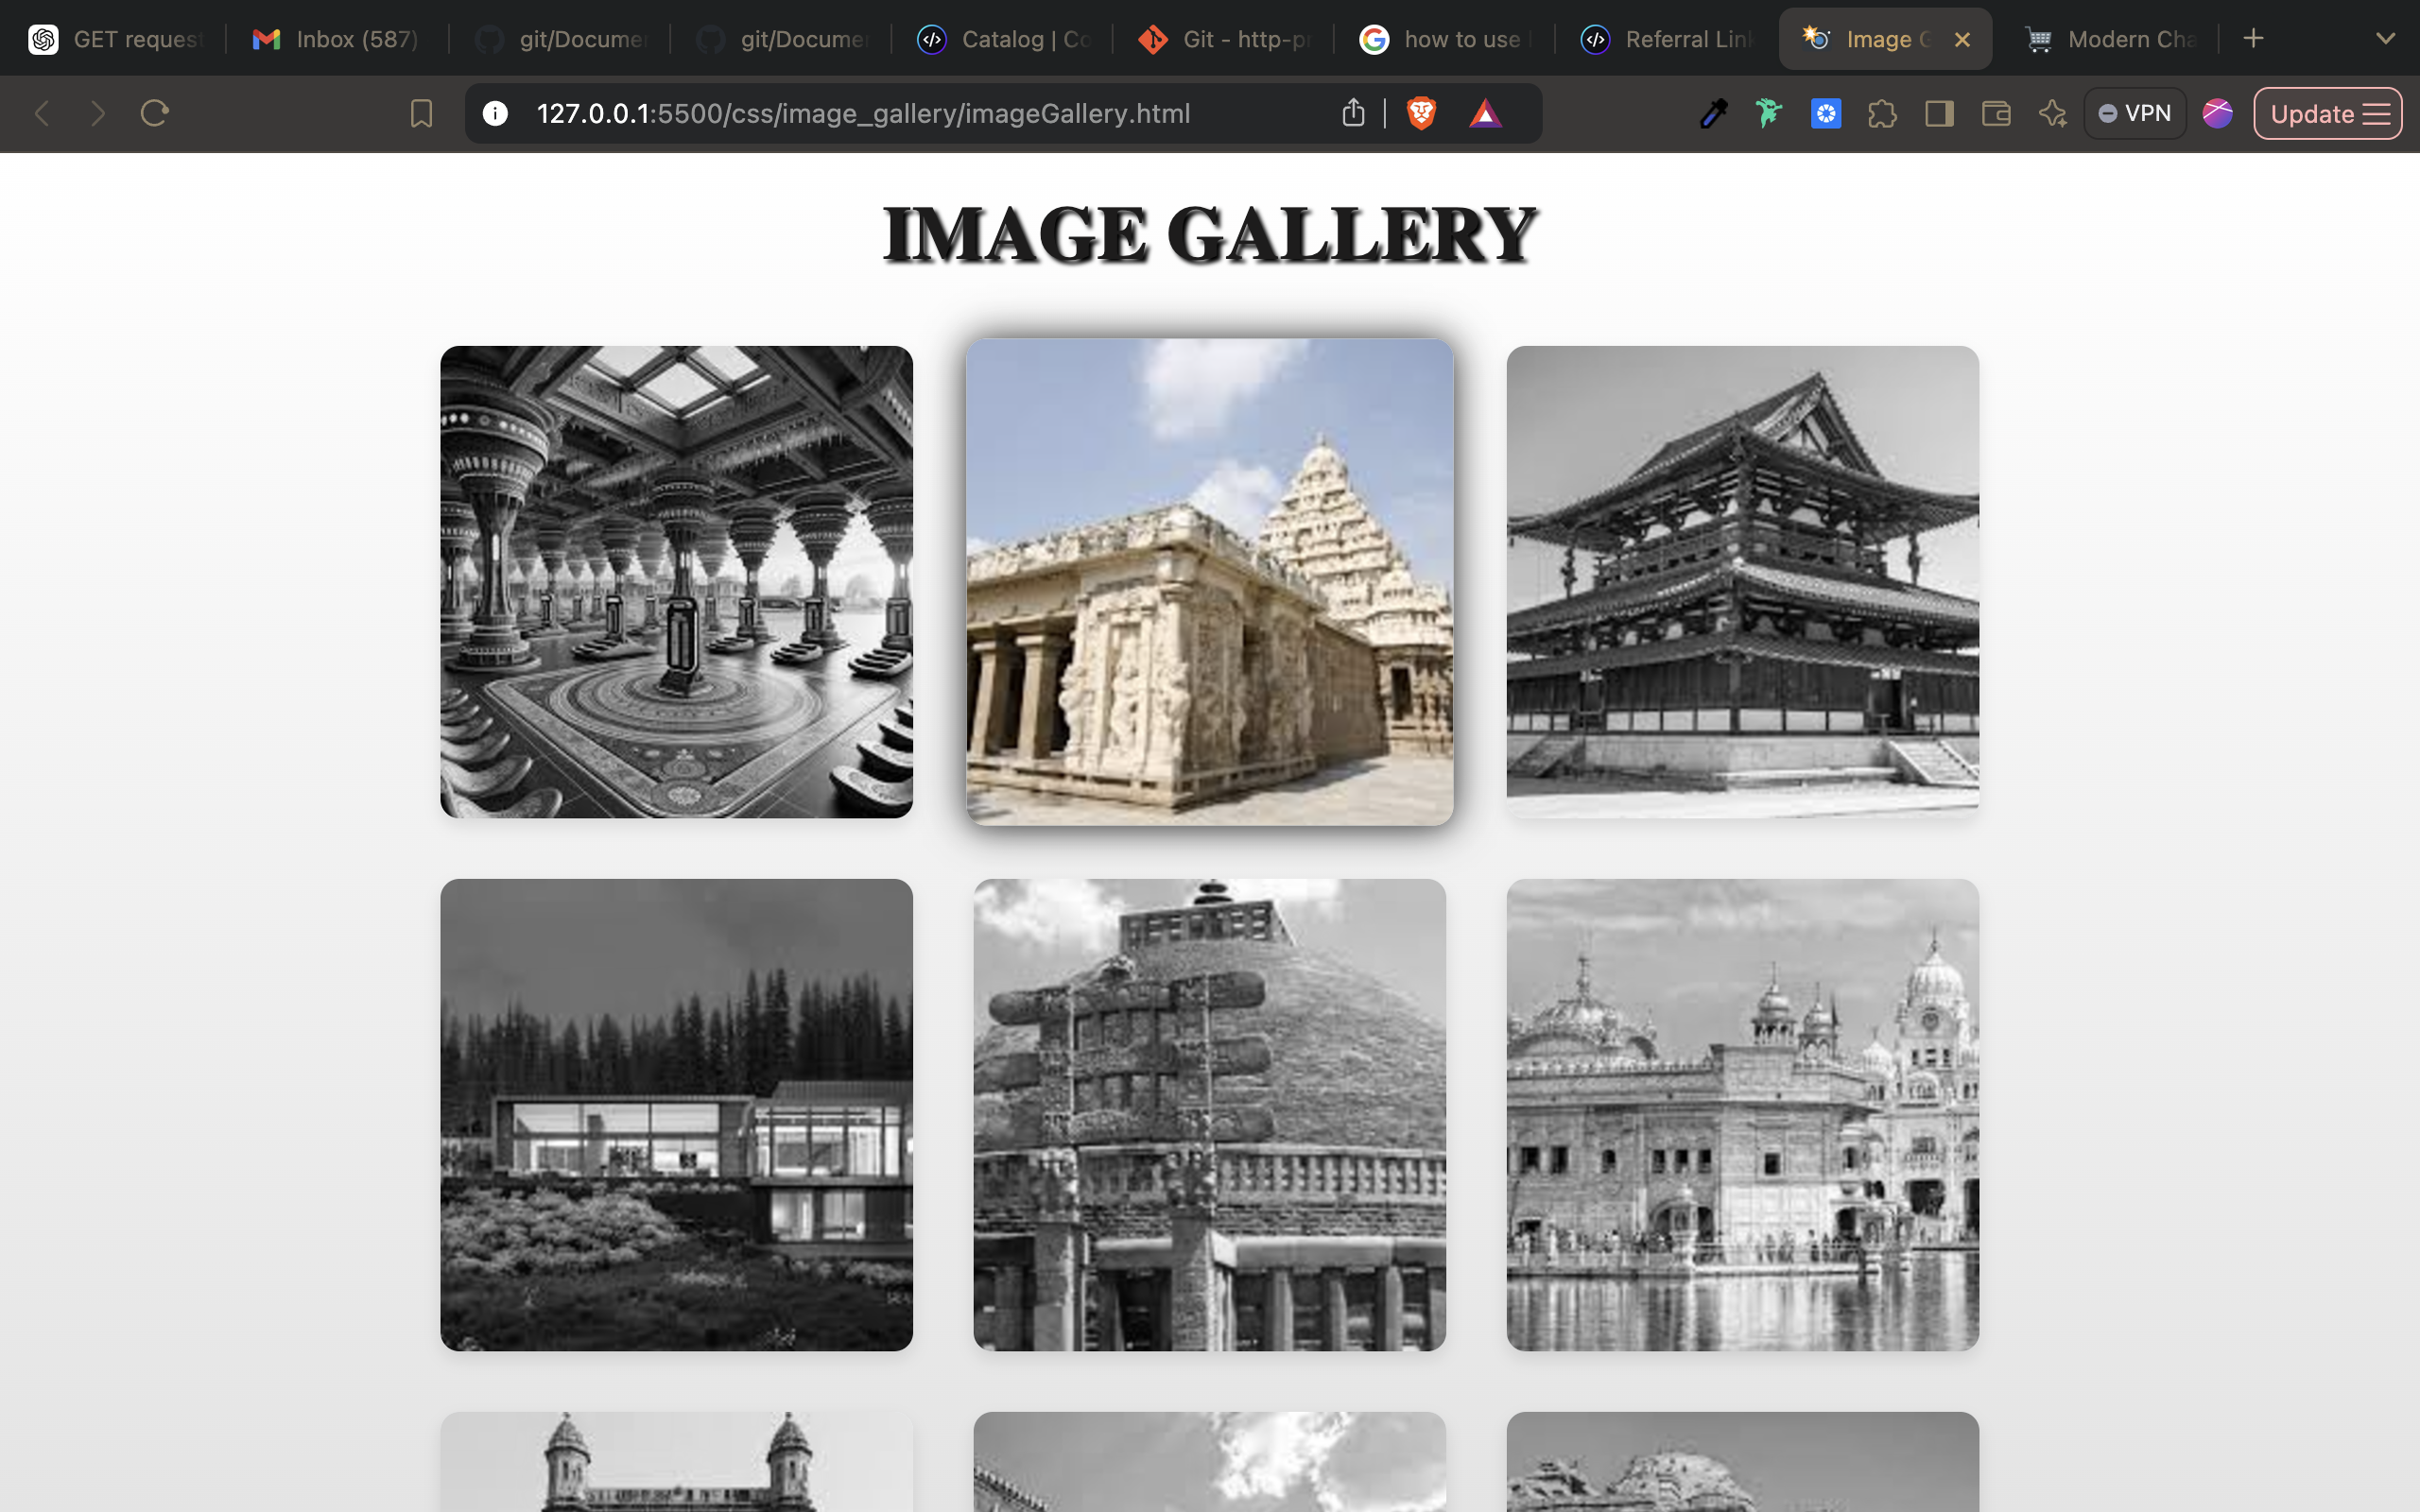 GET request
Inbox (587)
git/Docume
git/Docume
Catalog | Co
Git - http-p
how to use
Referral Link
Image G
Modern Cha
127.0.0.1:5500/css/image_gallery/imageGallery.html
VPN
Update
IMAGE GALLERY